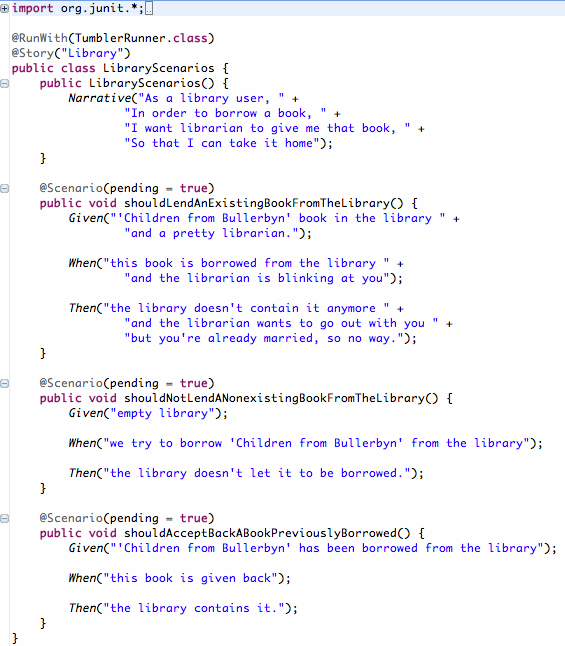 import org.junit.*;
@RunWith(TumblerRunner.class)
@Story("Library")
public class LibraryScenarios {
    public LibraryScenarios() {
        Narrative("As a library user, " +
                "In order to borrow a book, " +
                "I want librarian to give me that book, " +
                "So that I can take it home");
    }
    @Scenario(pending = true)
    public void shouldLendAnExistingBookFromTheLibrary() {
        Given("'Children from Bullerbyn' book in the library " +
                "and a pretty librarian.");
        When("this book is borrowed from the library " +
                "and the librarian is blinking at you");
        Then("the library doesn't contain it anymore " +
                "and the librarian wants to go out with you " +
                "but you're already married, so no way.");
    }
    @Scenario(pending = true)
    public void shouldNotLendANonexistingBookFromTheLibrary() {
        Given("empty library");
        When("we try to borrow 'Children from Bullerbyn' from the library");
        Then("the library doesn't let it to be borrowed.");
    }
    @Scenario(pending = true)
    public void shouldAcceptBackABookPreviouslyBorrowed() {
        Given("'Children from Bullerbyn' has been borrowed from the library");
        When("this book is given back");
        Then("the library contains it.");
    }
}